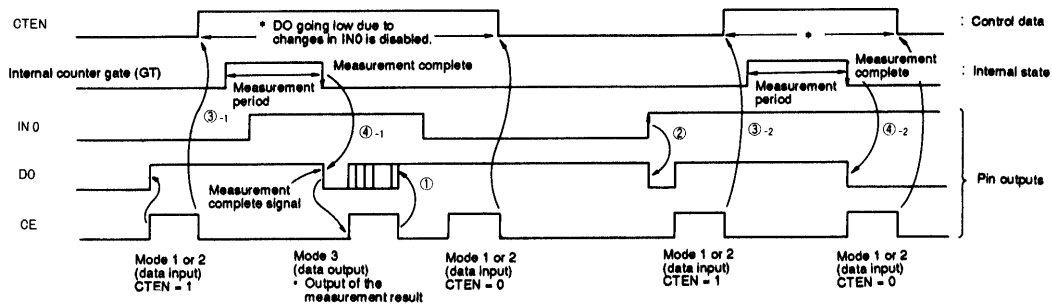 CTEN
* DO going low due to
changes in IN0 is disabled.
*
: Control data
Internal counter gate (GT)
Measurement complete
Measurement
period
Measurement
complete
Measurement
period
: Internal state
③-1
④-1
IN 0
②
③-2
④-2
DO
Measurement
complete signal
①
Pin outputs
CE
Mode 1 or 2
(data input)
CTEN = 1
Mode 3
(data output)
• Output of the
measurement result
Mode 1 or 2
(data input)
CTEN = 0
Mode 1 or 2
(data input)
CTEN = 1
Mode 1 or 2
(data input)
CTEN = 0